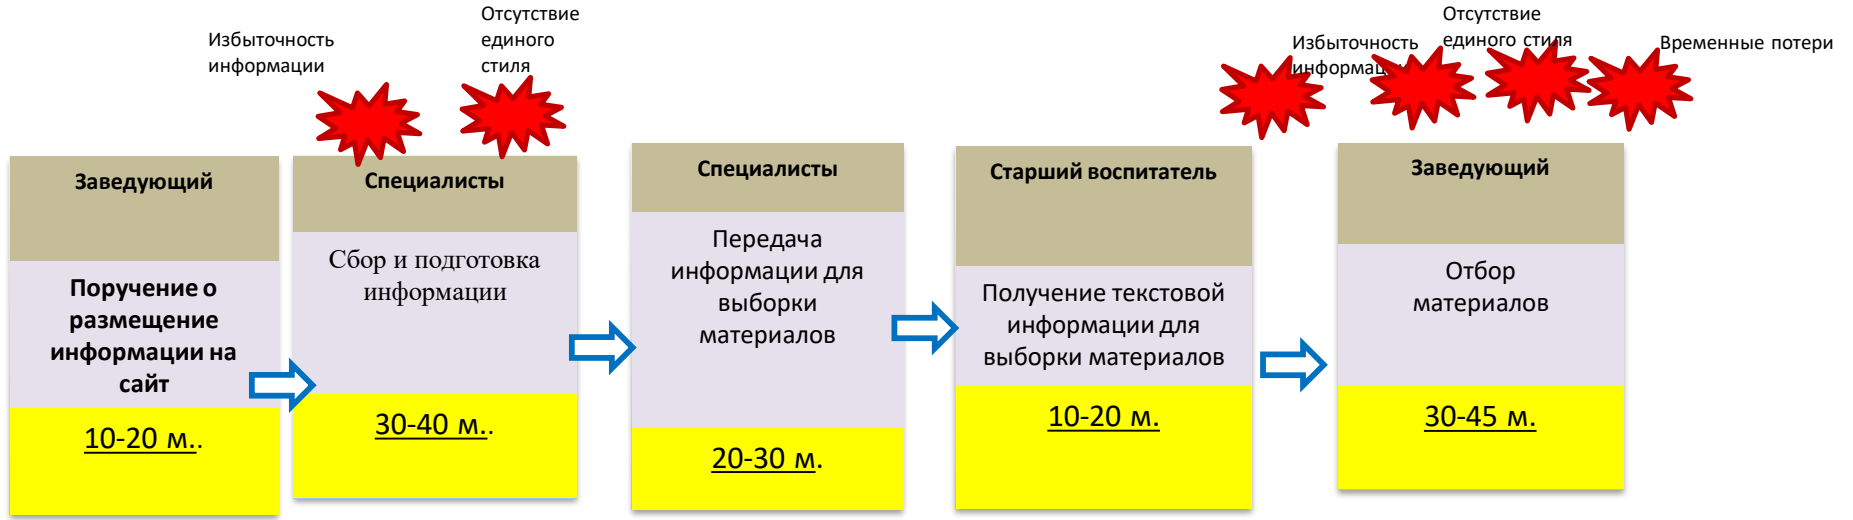 Избыточность
информации
Отсутствие
единого
стиля
Избыточность
информации
Отсутствие
единого стиля
Временные потери
Заведующий
Поручение о
размещение
информации на
сайт
10-20 м..
Специалисты
Сбор и подготовка
информации
30-40 м..
Специалисты
Передача
информации для
выборки
материалов
20-30 м.
Старший воспитатель
Получение текстовой
информации для
выборки материалов
10-20 м.
Заведующий
Отбор
материалов
30-45 м.